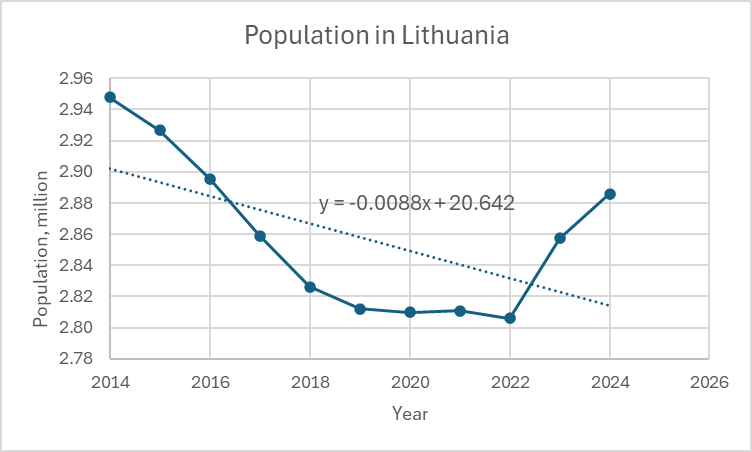 Population in Lithuania
2.96
2.94
2.92
2.90
2.88
2.86
2.84
2.82
2.80
2.78
Population, million
y = -0.0088x + 20.642
2014 2016 2018 2020 2022 2024 2026
Year